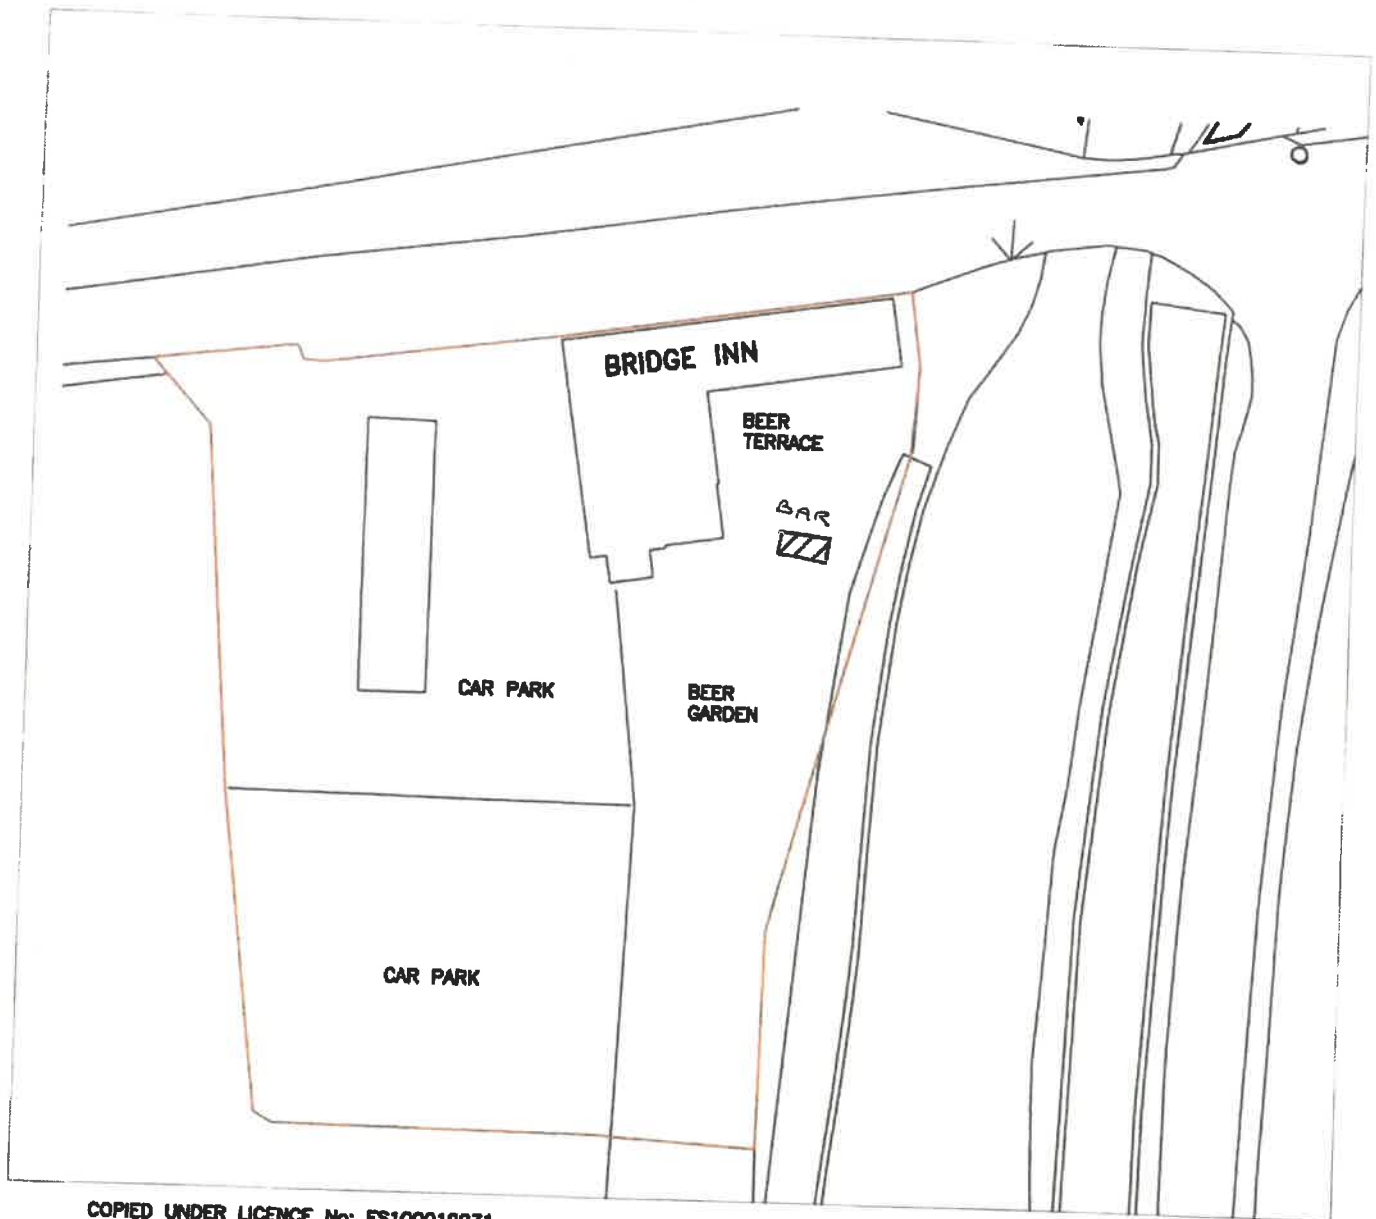 BRIDGE INN
BEER
TERRACE
BAR
CAR PARK
BEER
GARDEN
CAR PARK
COPIED UNDER LICENCE No: